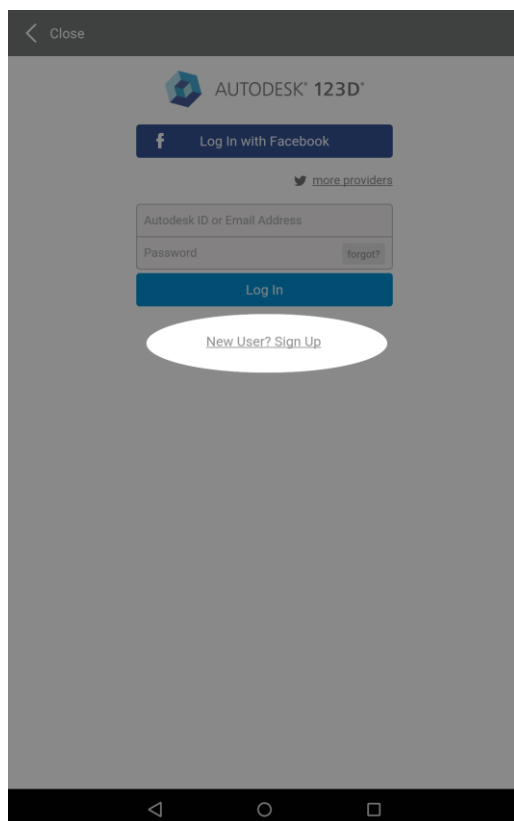 Close
AUTODESK® 123D®
f Log In with Facebook
more providers
Autodesk ID or Email Address
Password forgot?
Log In
New User? Sign Up